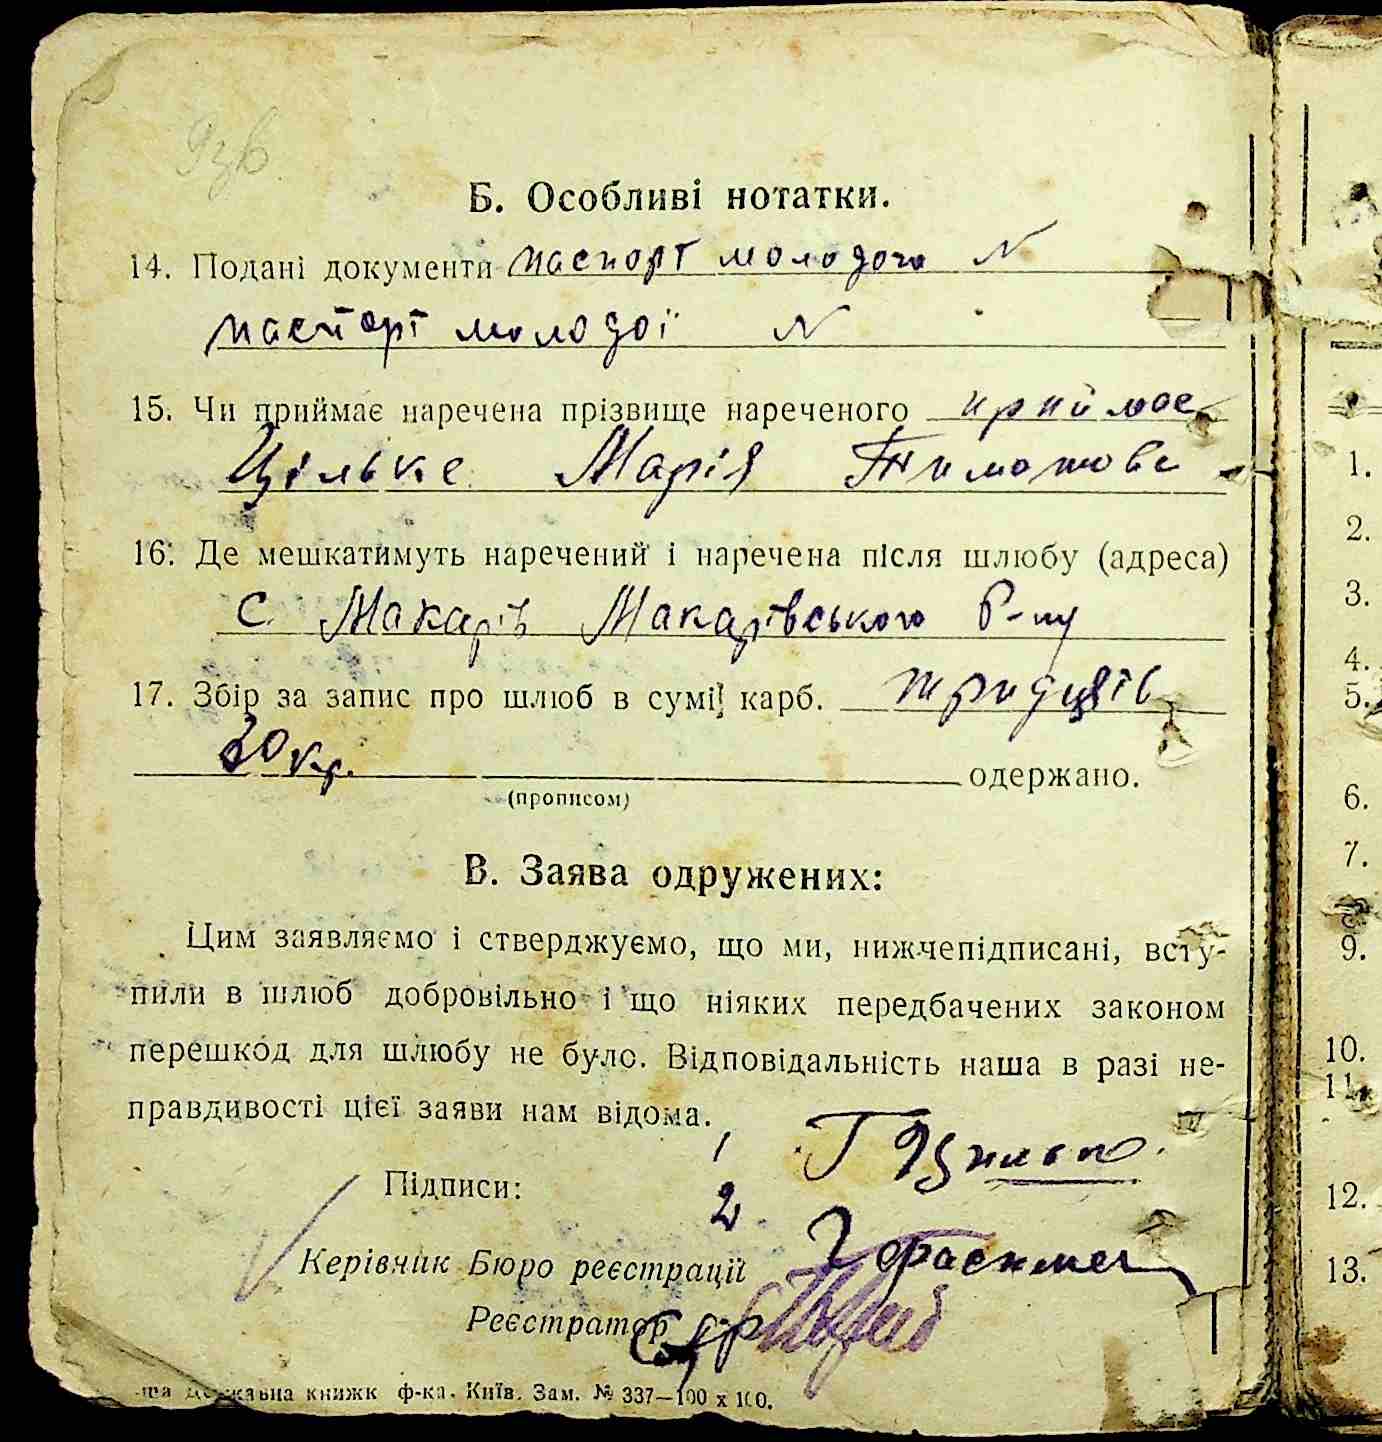 Б. Особливі нотатки.
14. Подані документи паспорт молодого N
паспорт молодої N
15. Чи приймає наречена прізвище нареченого приймає
Цільке Марія Тимотова
16. Де мешкатимуть наречений і наречена після шлюбу (адреса)
с. Макарів Макарівського р-ну
17. Збір за запис про шлюб в сумі карб. тридцять
30 кр. одержано.
(прописом)
В. Заява одружених:
Цим заявляємо і стверджуємо, що ми, нижчепідписані, всту-
пили в шлюб добровільно і що ніяких передбачених законом
перешкод для шлюбу не було. Відповідальність наша в разі не-
правдивості цієї заяви нам відома.
Підписи:
1
2
Керівник Бюро реєстрації
Реєстратор
Державна книжк ф-ка. Київ. Зам. № 337—100 х 100.
1.
2.
3.
4.
5.
6.
7.
9.
10.
11.
12.
13.